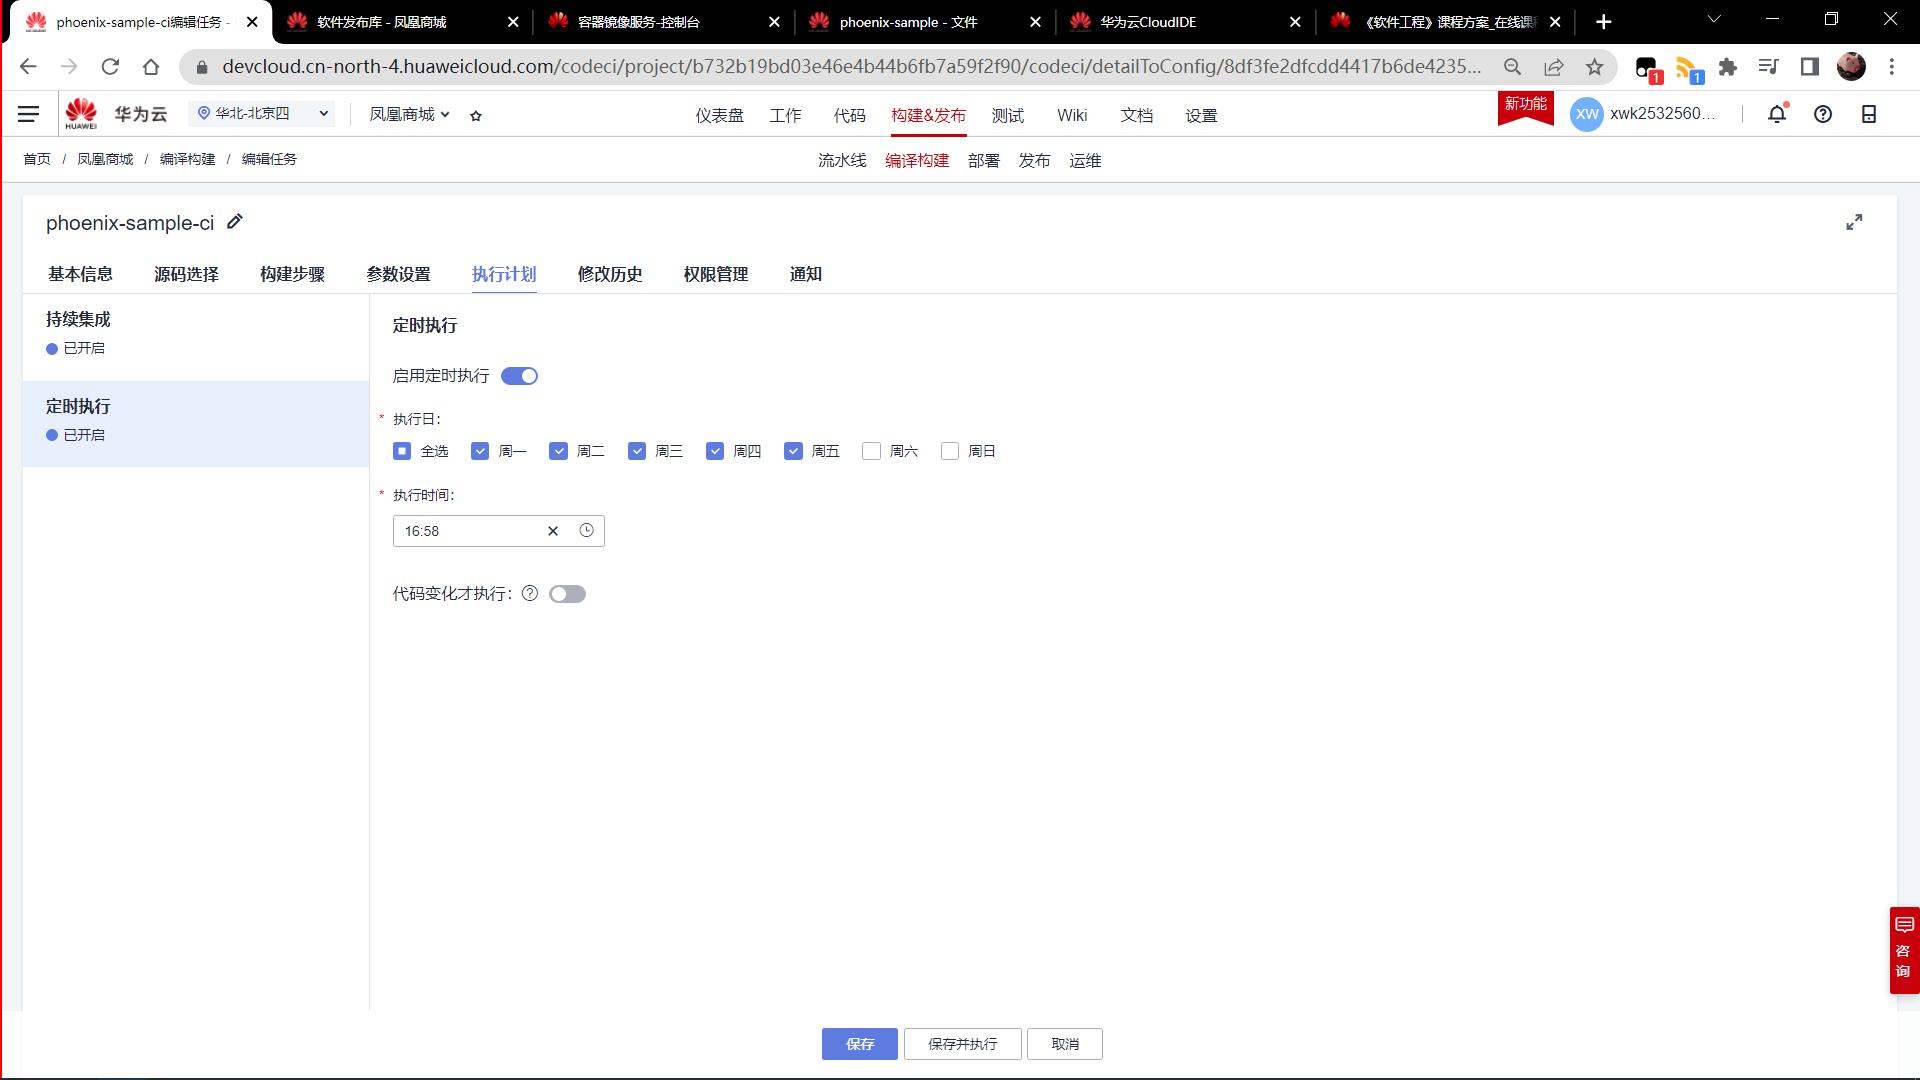 phoenix-sample-ci编辑任务 -
软件发布库 - 凤凰商城
容器镜像服务-控制台
phoenix-sample - 文件
华为云CloudIDE
《软件工程》课程方案_在线课
devcloud.cn-north-4.huaweicloud.com/codeci/project/b732b19bd03e46e4b44b6fb7a59f2f90/codeci/detailToConfig/8df3fe2dfcdd4417b6de4235...
1
1
HUAWEI
华为云
华北-北京四
凤凰商城
仪表盘 工作 代码 构建&发布 测试 Wiki 文档 设置
新功能
XW xwk2532560...
首页 / 凤凰商城 / 编译构建 / 编辑任务
流水线 编译构建 部署 发布 运维
phoenix-sample-ci
基本信息 源码选择 构建步骤 参数设置 执行计划 修改历史 权限管理 通知
持续集成
已开启
定时执行
已开启
定时执行
启用定时执行
* 执行日:
全选 周一 周二 周三 周四 周五 周六 周日
* 执行时间:
16:58
代码变化才执行:
咨
询
保存 保存并执行 取消